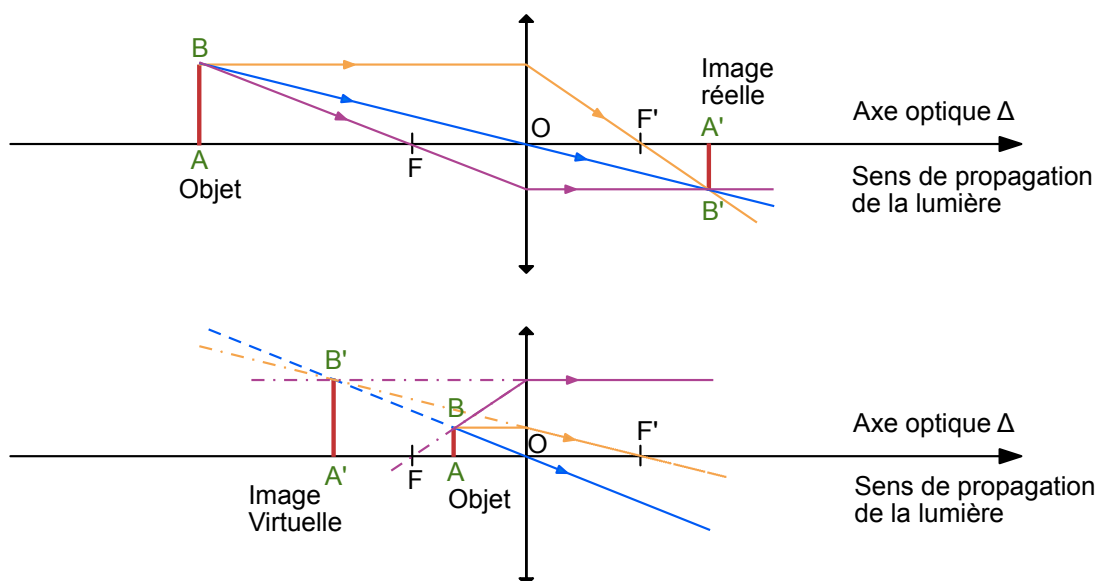 B
Image
réelle
O
F'
A'
Axe optique Δ
A
F
Objet
B'
Sens de propagation
de la lumière
B'
B
O
F'
Axe optique Δ
A'
F
A
Image
Virtuelle
Objet
Sens de propagation
de la lumière